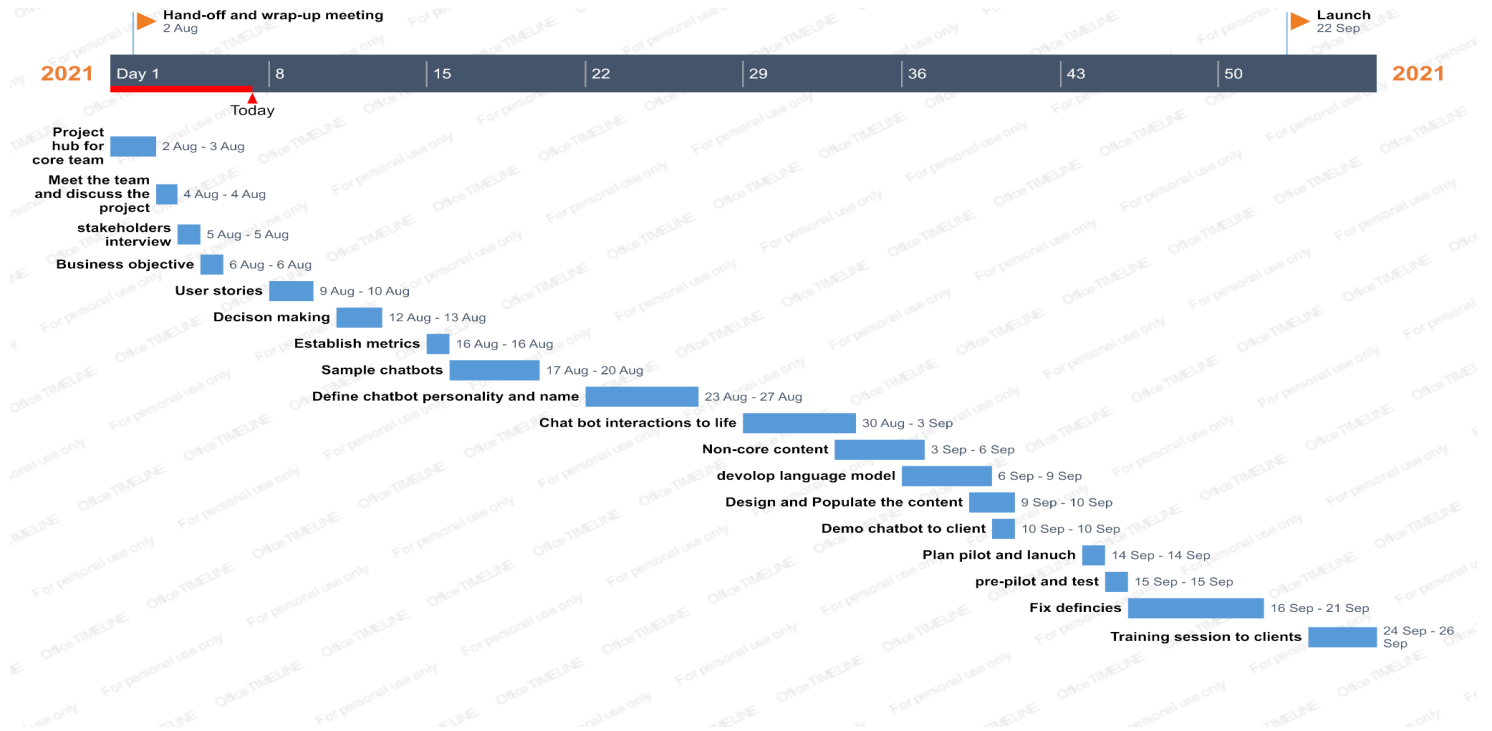 Hand-off and wrap-up meeting
2 Aug
Launch
22 Sep
2021
Day 1
8
15
22
29
36
43
50
2021
Today
Project
hub for
core team
2 Aug - 3 Aug
Meet the team
and discuss the
project
4 Aug - 4 Aug
stakeholders
interview
5 Aug - 5 Aug
Business objective
6 Aug - 6 Aug
User stories
9 Aug - 10 Aug
Decison making
12 Aug - 13 Aug
Establish metrics
16 Aug - 16 Aug
Sample chatbots
17 Aug - 20 Aug
Define chatbot personality and name
23 Aug - 27 Aug
Chat bot interactions to life
30 Aug - 3 Sep
Non-core content
3 Sep - 6 Sep
devolop language model
6 Sep - 9 Sep
Design and Populate the content
9 Sep - 10 Sep
Demo chatbot to client
10 Sep - 10 Sep
Plan pilot and lanuch
14 Sep - 14 Sep
pre-pilot and test
15 Sep - 15 Sep
Fix defincies
16 Sep - 21 Sep
Training session to clients
24 Sep - 26
Sep
For personal use only
Office TIMELINE